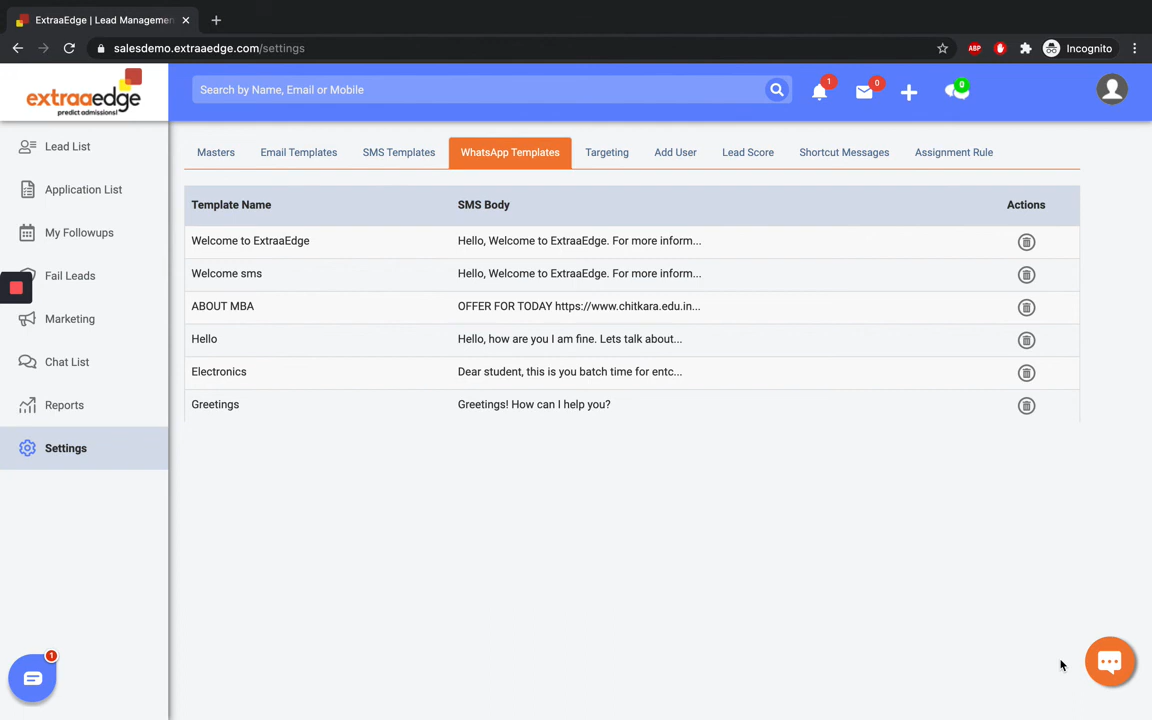 ExtraaEdge | Lead Managemen
salesdemo.extraaedge.com/settings
ABP
Incognito
extraaedge
predict admissions!
Search by Name, Email or Mobile
1
0
0
Lead List
Application List
My Followups
Fail Leads
Marketing
Chat List
Reports
Settings
Masters
Email Templates
SMS Templates
WhatsApp Templates
Targeting
Add User
Lead Score
Shortcut Messages
Assignment Rule
Template Name SMS Body Actions
Welcome to ExtraaEdge Hello, Welcome to ExtraaEdge. For more inform...
Welcome sms Hello, Welcome to ExtraaEdge. For more inform...
ABOUT MBA OFFER FOR TODAY https://www.chitkara.edu.in...
Hello Hello, how are you I am fine. Lets talk about...
Electronics Dear student, this is you batch time for entc...
Greetings Greetings! How can I help you?
1